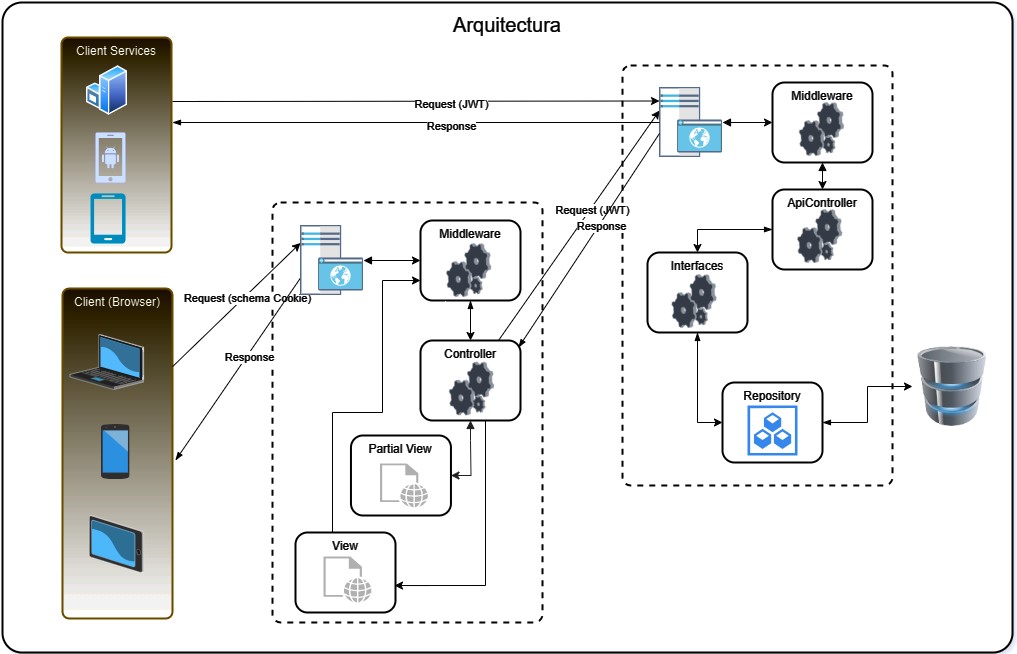 Arquitectura
Client Services
Request (JWT)
Response
Middleware
ApiController
Interfaces
Repository
Client (Browser)
Request (schema Cookie)
Response
Middleware
Controller
Partial View
View
Request (JWT)
Response